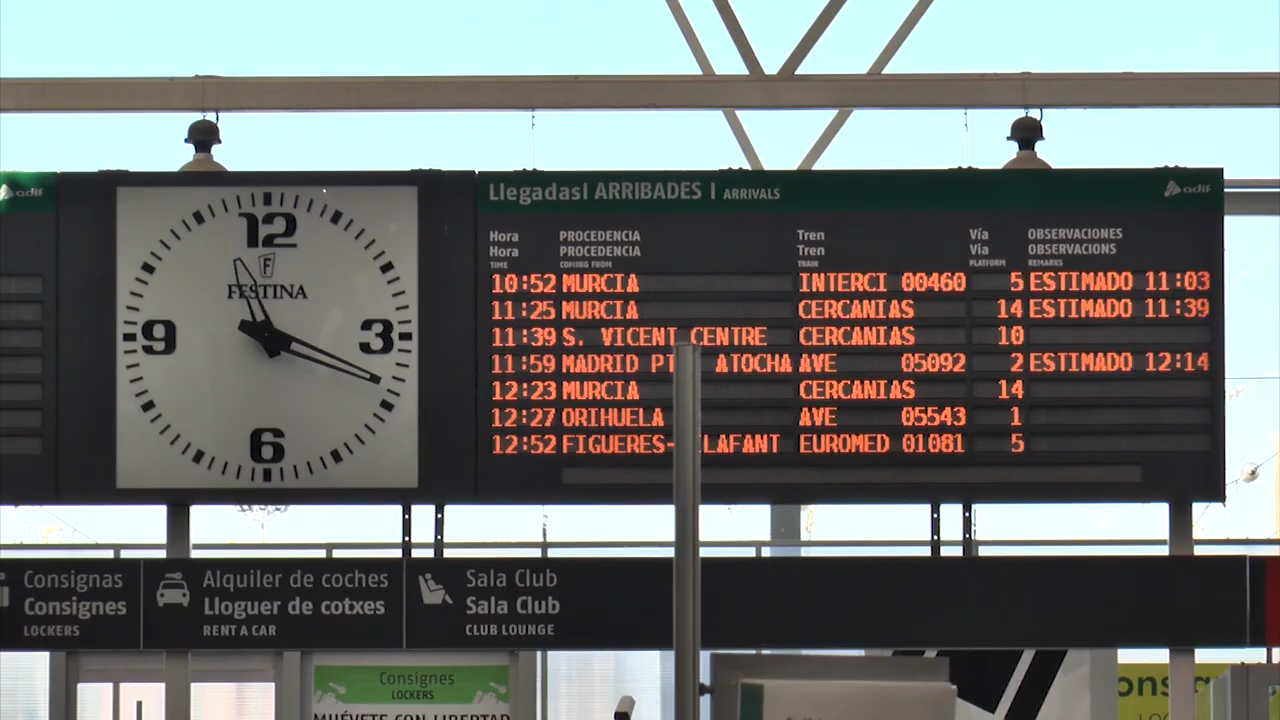 adif
Llegadas| ARRIBADES | ARRIVALS
adif
12
F
FESTINA
9
3
6
Hora PROCEDENCIA Tren Vía OBSERVACIONES
Hora PROCEDENCIA Tren Via OBSERVACIONS
TIME COMING FROM TRAIN PLATFORM REMARKS
10:52 MURCIA INTERCI 00460 5 ESTIMADO 11:03
11:25 MURCIA CERCANIAS 14 ESTIMADO 11:39
11:39 S. VICENT CENTRE CERCANIAS 10
11:59 MADRID ATOCHA AVE 05092 2 ESTIMADO 12:14
12:23 MURCIA CERCANIAS 14
12:27 ORIHUELA AVE 05543 1
12:52 FIGUERES- EUROMED 01081 5
Consignas
Consignes
LOCKERS
Alquiler de coches
Lloguer de cotxes
RENT A CAR
Sala Club
Sala Club
CLUB LOUNGE
Consignes
LOCKERS
MUÉVETE CON LIBERTAD